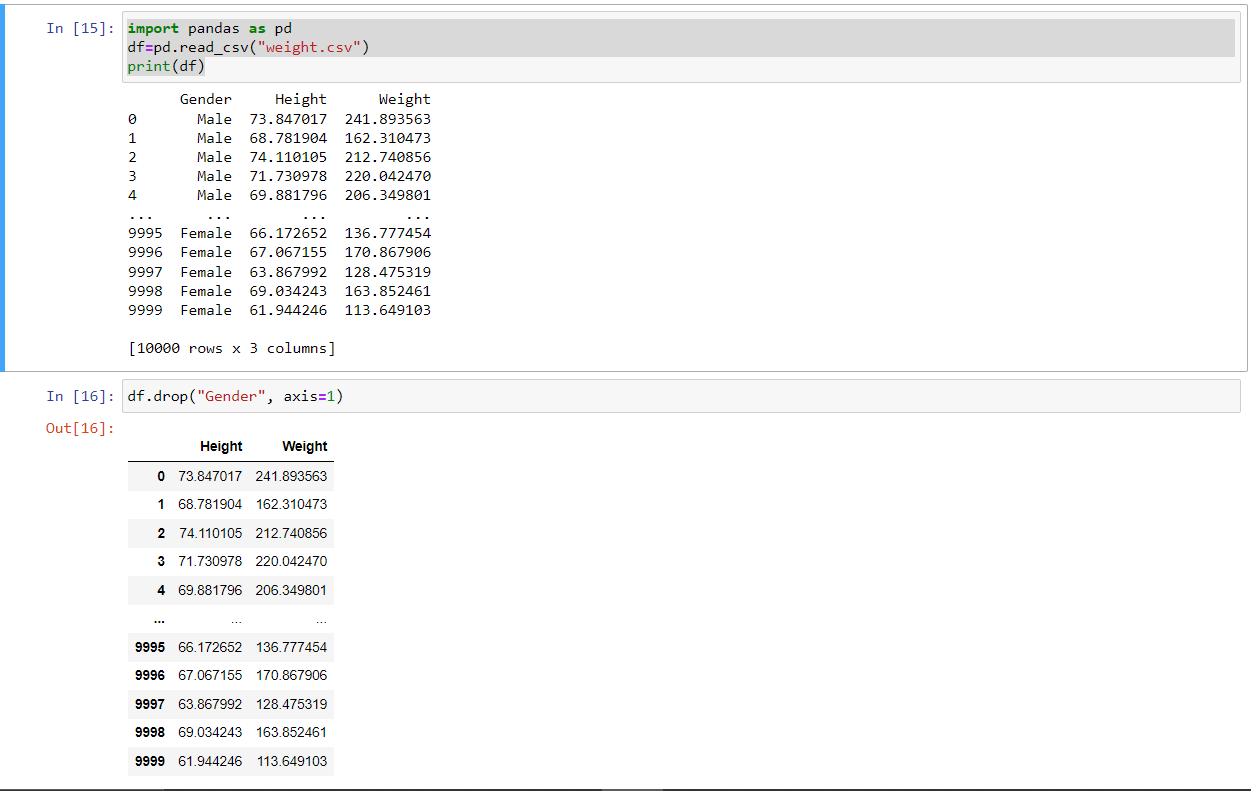 In [15]: import pandas as pd
df=pd.read_csv("weight.csv")
print(df)
Gender Height Weight
0 Male 73.847017 241.893563
1 Male 68.781904 162.310473
2 Male 74.110105 212.740856
3 Male 71.730978 220.042470
4 Male 69.881796 206.349801
... ... ... ...
9995 Female 66.172652 136.777454
9996 Female 67.067155 170.867906
9997 Female 63.867992 128.475319
9998 Female 69.034243 163.852461
9999 Female 61.944246 113.649103
[10000 rows x 3 columns]
In [16]: df.drop("Gender", axis=1)
Out[16]:
Height Weight
0 73.847017 241.893563
1 68.781904 162.310473
2 74.110105 212.740856
3 71.730978 220.042470
4 69.881796 206.349801
... ... ...
9995 66.172652 136.777454
9996 67.067155 170.867906
9997 63.867992 128.475319
9998 69.034243 163.852461
9999 61.944246 113.649103